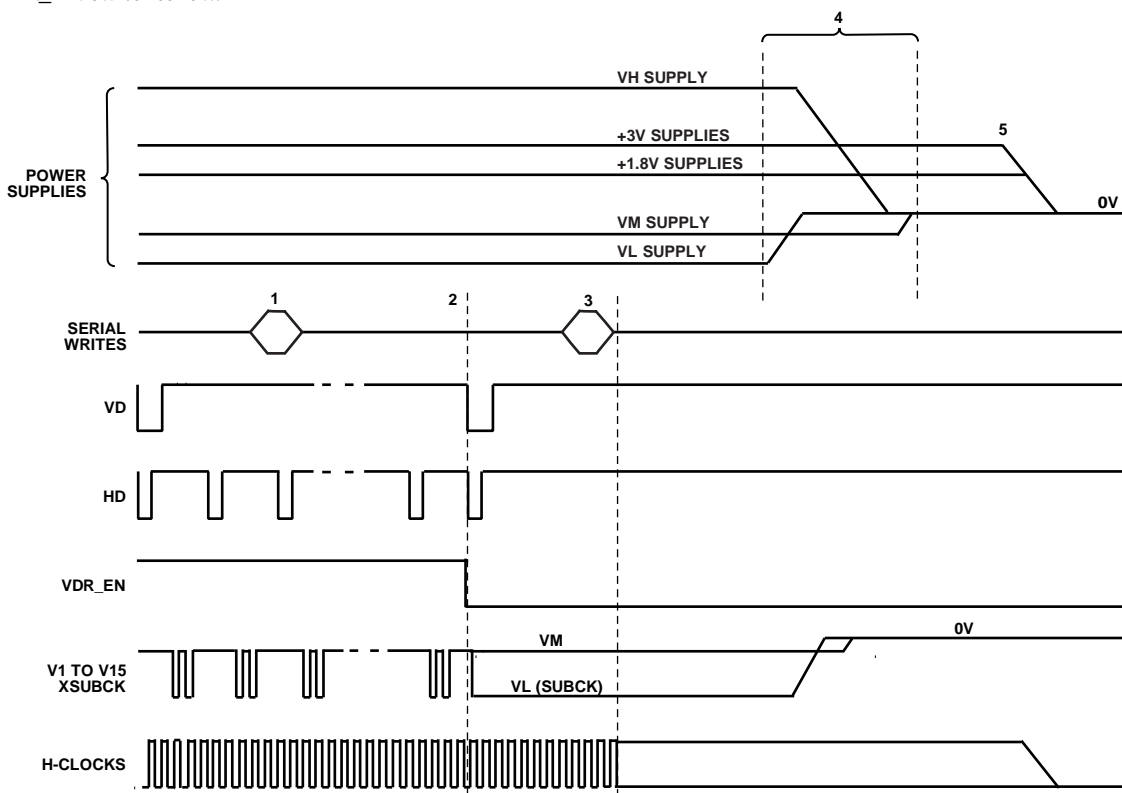 4
VH SUPPLY
+3V SUPPLIES
5
+1.8V SUPPLIES
POWER
SUPPLIES
0V
VM SUPPLY
VL SUPPLY
1
2
3
SERIAL
WRITES
VD
HD
VDR_EN
0V
VM
V1 TO V15
XSUBCK
VL (SUBCK)
H-CLOCKS